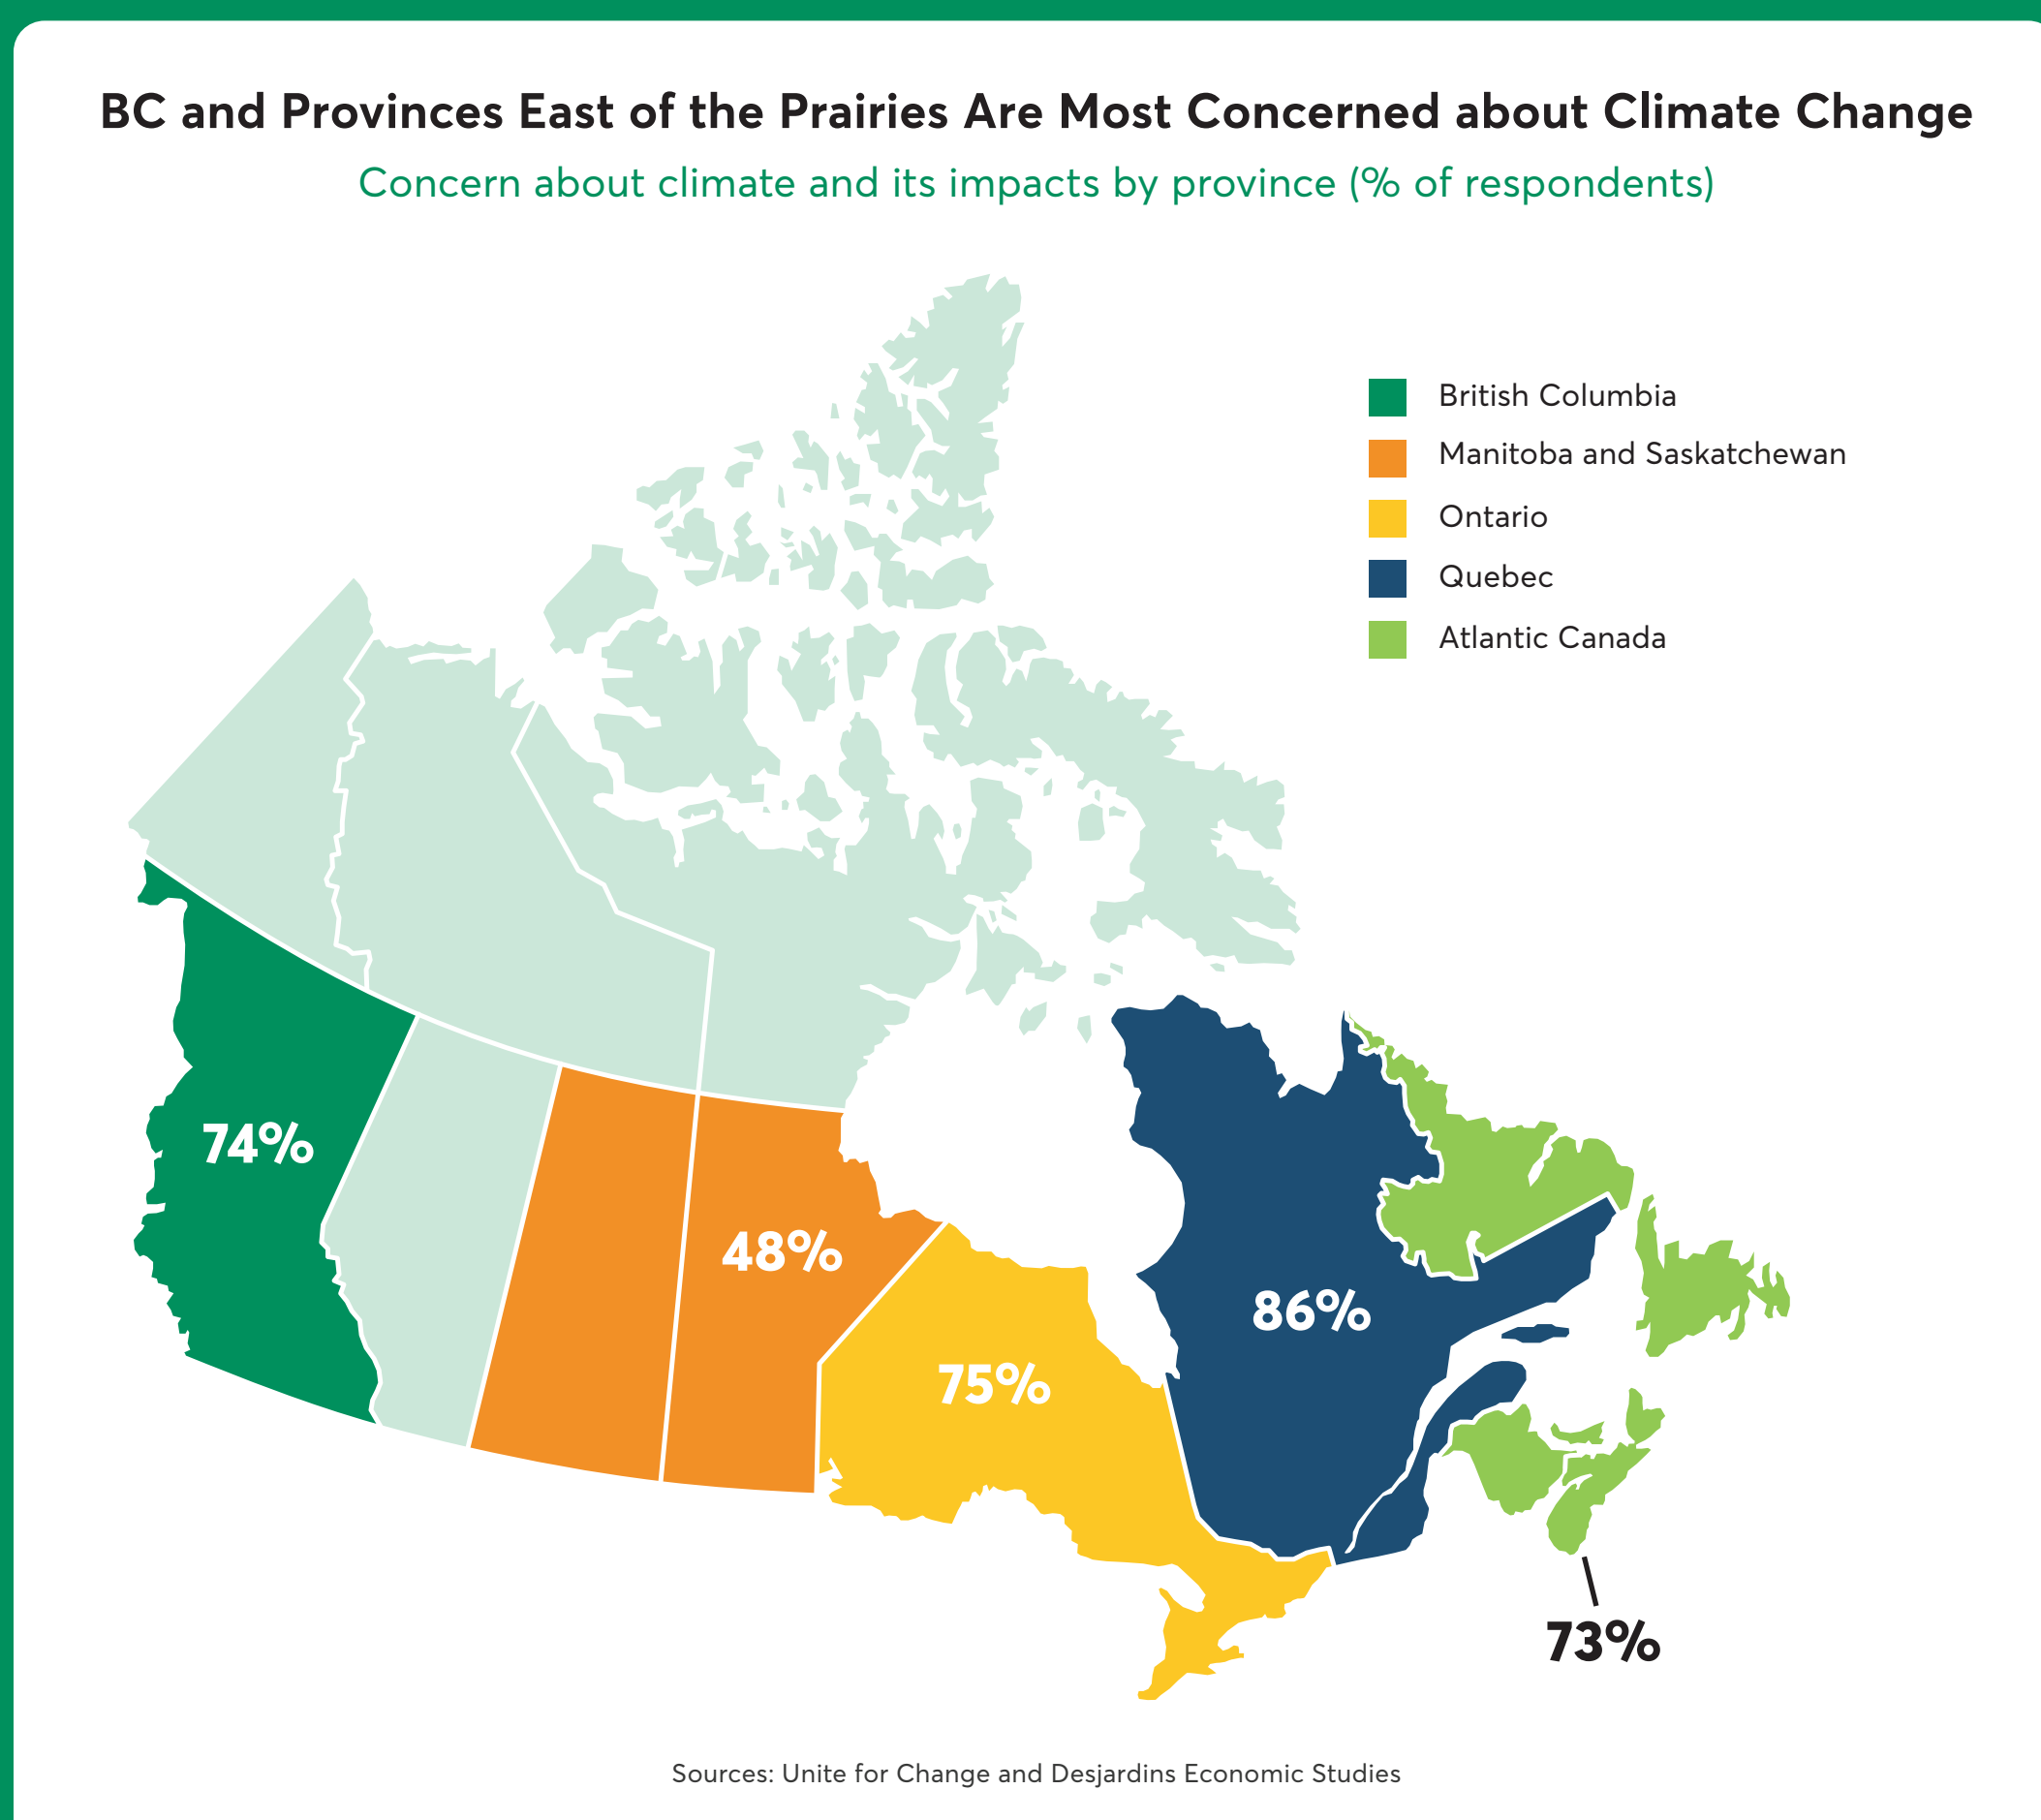 BC and Provinces East of the Prairies Are Most Concerned about Climate Change
Concern about climate and its impacts by province (% of respondents)
British Columbia
Manitoba and Saskatchewan
Ontario
Quebec
Atlantic Canada
74%
48%
86%
75%
73%
Sources: Unite for Change and Desjardins Economic Studies